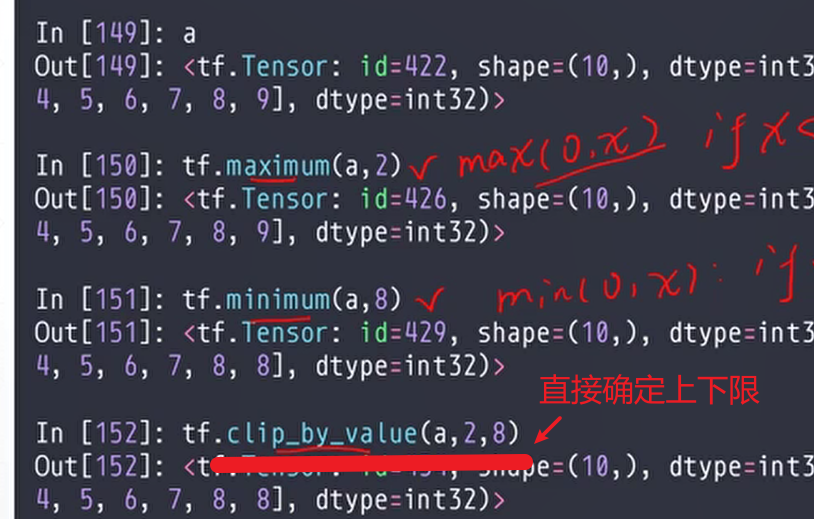 In [149]: a
Out[149]: <tf.Tensor: id=422, shape=(10,), dtype=int3
4, 5, 6, 7, 8, 9], dtype=int32)>
In [150]: tf.maximum(a,2) ✓ max(0,x) if x<
Out[150]: <tf.Tensor: id=426, shape=(10,), dtype=int3
4, 5, 6, 7, 8, 9], dtype=int32)>
In [151]: tf.minimum(a,8) ✓ min(0,x): if
Out[151]: <tf.Tensor: id=429, shape=(10,), dtype=int3
4, 5, 6, 7, 8, 8], dtype=int32)>
直接确定上下限
In [152]: tf.clip_by_value(a,2,8)
Out[152]: <tf.Tensor: shape=(10,), dtype=int3
4, 5, 6, 7, 8, 8], dtype=int32)>